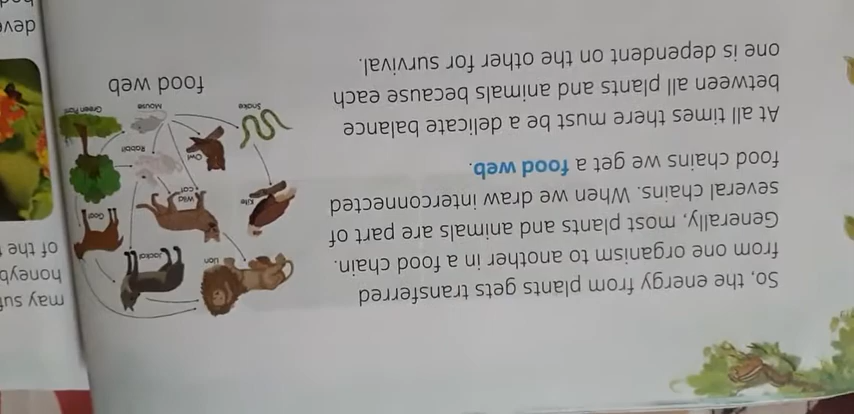 So, the energy from plants gets transferred
from one organism to another in a food chain.
Generally, most plants and animals are part of
several chains. When we draw interconnected
food chains we get a food web.
At all times there must be a delicate balance
between all plants and animals because each
one is dependent on the other for survival.
Lion
Jackal
Goat
Kite
Wild
cat
Owl
Rabbit
Snake
Mouse
Green Plant
food web
may
honeyb
of the
deve